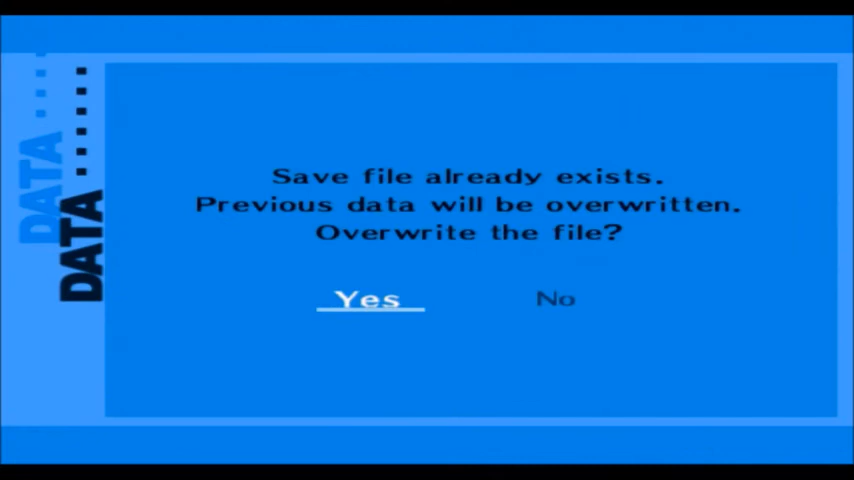 DATA......
DATA......
Save file already exists.
Previous data will be overwritten.
Overwrite the file?
Yes
No